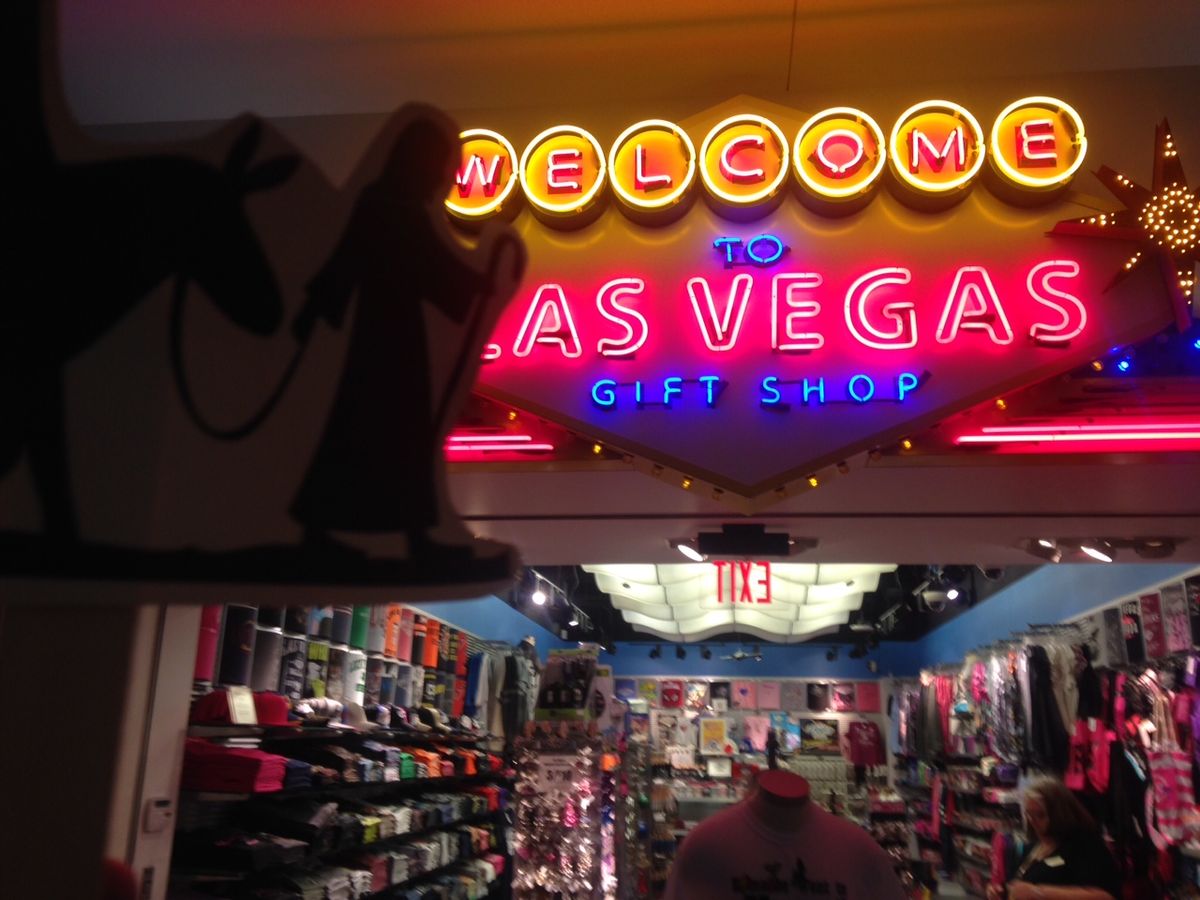 WELCOME
TO
LAS VEGAS
GIFT SHOP
EXIT